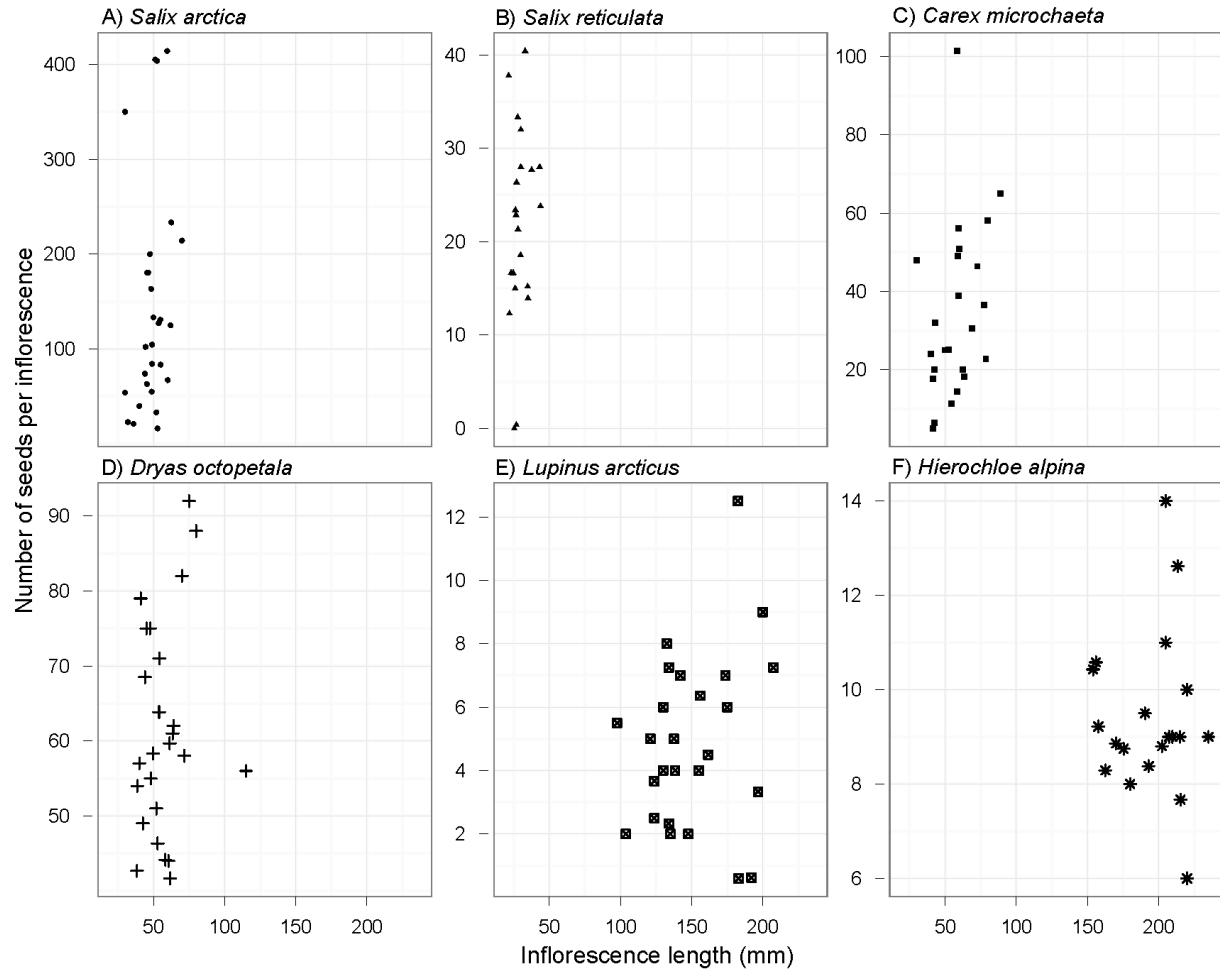 A) Salix arctica
B) Salix reticulata
C) Carex microchaeta
400
300
200
100
40
30
20
10
0
100
80
60
40
20
D) Dryas octopetala
E) Lupinus arcticus
F) Hierochloe alpina
90
80
70
60
50
12
10
8
6
4
2
14
12
10
8
6
50 100 150 200
50 100 150 200
50 100 150 200
Number of seeds per inflorescence
Inflorescence length (mm)